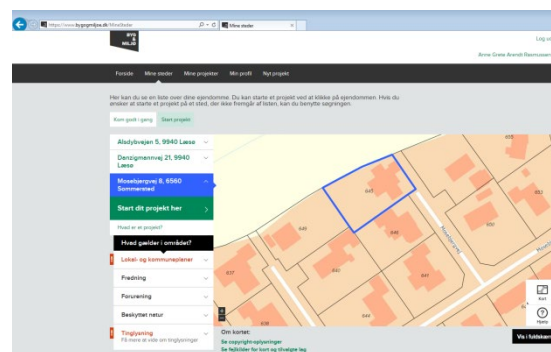 https://www.bygogmiljoe.dk/MineSteder
Mine steder
BYG
&
MILJØ
Log ud
Anne Grete Arendt Rasmussen
Forside Mine steder Mine projekter Min profil Nyt projekt
Her kan du se en liste over dine ejendomme. Du kan starte et projekt ved at klikke på ejendommen. Hvis du
ønsker at starte et projekt på et sted, der ikke fremgår af listen, kan du benytte søgningen.
Kom godt i gang Start projekt
Alsdybvejen 5, 9940 Læsø
Danzigmannvej 21, 9940
Læsø
Mosebjergvej 8, 6560
Sommersted
Start dit projekt her
Hvad er et projekt?
Hvad gælder i området?
Lokal- og kommuneplaner
Fredning
Forurening
Beskyttet natur
Tinglysning
Få mere at vide om tinglysninger
Mosebjergvej
Kort
Hjælp
Om kortet:
Se copyright-oplysninger
Se fejlkilder for kort og tilvalgte lag
Vis i fuldskærm